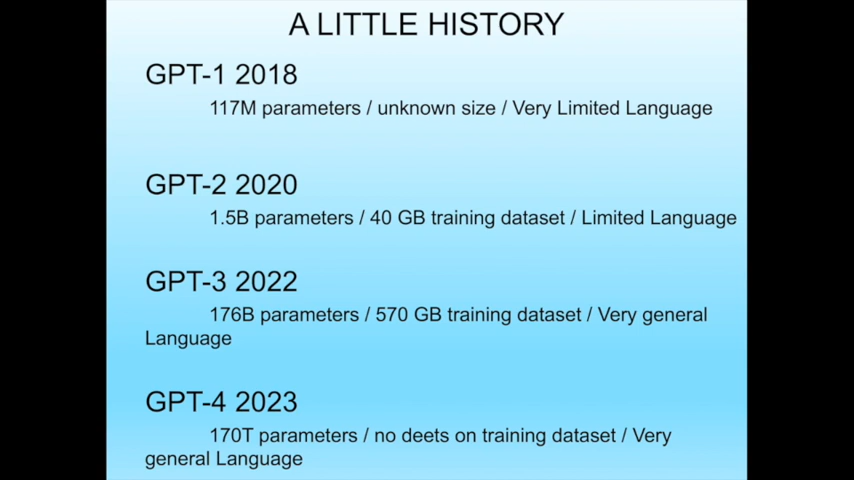 A LITTLE HISTORY
GPT-1 2018
117M parameters / unknown size / Very Limited Language
GPT-2 2020
1.5B parameters / 40 GB training dataset / Limited Language
GPT-3 2022
176B parameters / 570 GB training dataset / Very general
Language
GPT-4 2023
170T parameters / no deets on training dataset / Very
general Language